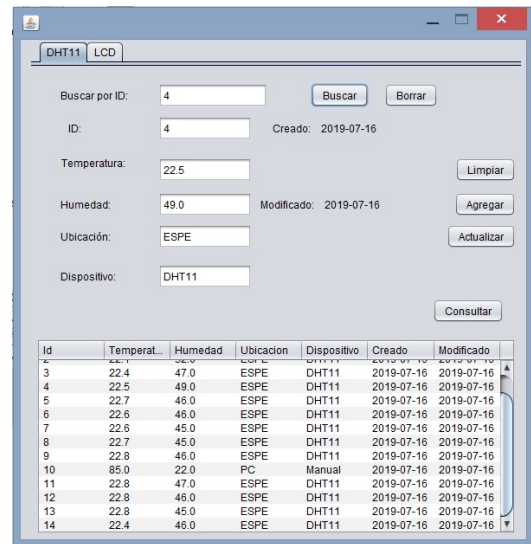 DHT11 LCD
Buscar por ID: 4 Buscar Borrar
ID: 4 Creado: 2019-07-16
Temperatura: 22.5 Limpiar
Humedad: 49.0 Modificado: 2019-07-16 Agregar
Ubicación: ESPE Actualizar
Dispositivo: DHT11
Consultar
Id Temperat... Humedad Ubicacion Dispositivo Creado Modificado
3 22.4 47.0 ESPE DHT11 2019-07-16 2019-07-16
4 22.5 49.0 ESPE DHT11 2019-07-16 2019-07-16
5 22.7 46.0 ESPE DHT11 2019-07-16 2019-07-16
6 22.6 46.0 ESPE DHT11 2019-07-16 2019-07-16
7 22.6 45.0 ESPE DHT11 2019-07-16 2019-07-16
8 22.7 45.0 ESPE DHT11 2019-07-16 2019-07-16
9 22.8 46.0 ESPE DHT11 2019-07-16 2019-07-16
10 85.0 22.0 PC Manual 2019-07-16 2019-07-16
11 22.8 47.0 ESPE DHT11 2019-07-16 2019-07-16
12 22.8 46.0 ESPE DHT11 2019-07-16 2019-07-16
13 22.8 45.0 ESPE DHT11 2019-07-16 2019-07-16
14 22.4 46.0 ESPE DHT11 2019-07-16 2019-07-16